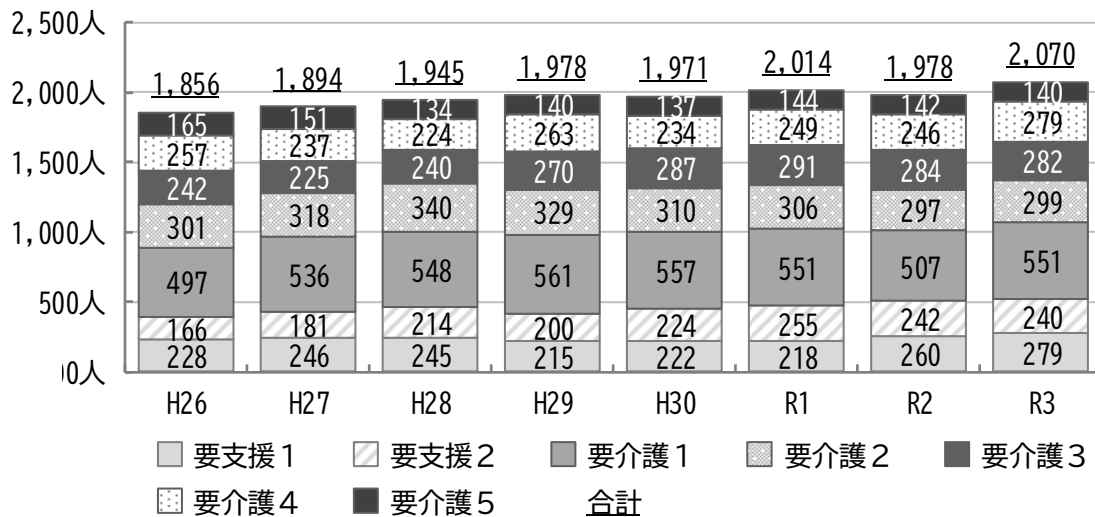 2,500人
2,000人
1,500人
1,000人
500人
00人
1,856 1,894 1,945 1,978 1,971 2,014 1,978 2,070
165 151 134 140 137 144 142 140
257 237 224 263 234 249 246 279
242 225 240 270 287 291 284 282
301 318 340 329 310 306 297 299
497 536 548 561 557 551 507 551
166 181 214 200 224 255 242 240
228 246 245 215 222 218 260 279
H26 H27 H28 H29 H30 R1 R2 R3
要支援1 要支援2 要介護1 要介護2 要介護3
要介護4 要介護5 合計